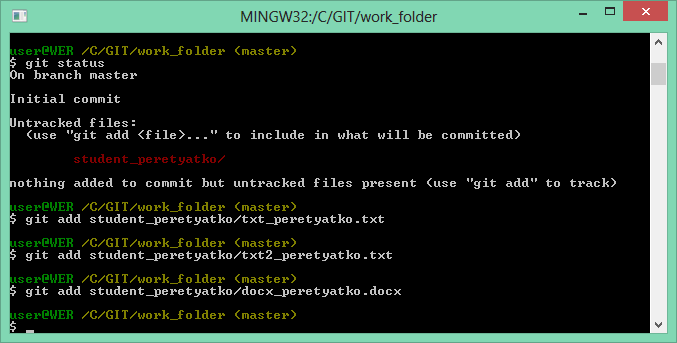 MINGW32:/C/GIT/work_folder
user@WER /C/GIT/work_folder (master)
$ git status
On branch master
Initial commit
Untracked files:
(use "git add <file>..." to include in what will be committed)
student_peretyatko/
nothing added to commit but untracked files present (use "git add" to track)
user@WER /C/GIT/work_folder (master)
$ git add student_peretyatko/txt_peretyatko.txt
user@WER /C/GIT/work_folder (master)
$ git add student_peretyatko/txt2_peretyatko.txt
user@WER /C/GIT/work_folder (master)
$ git add student_peretyatko/docx_peretyatko.docx
user@WER /C/GIT/work_folder (master)
$ _